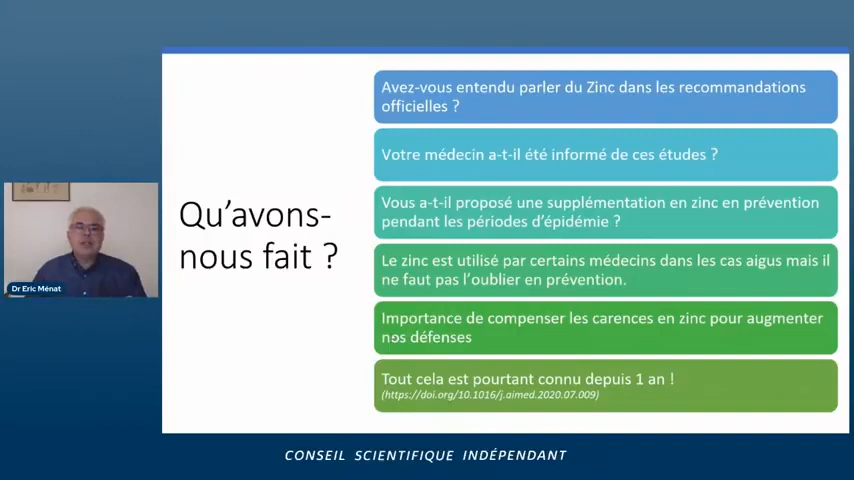 Qu'avons-
nous fait ?
Avez-vous entendu parler du Zinc dans les recommandations
officielles ?
Votre médecin a-t-il été informé de ces études ?
Vous a-t-il proposé une supplémentation en zinc en prévention
pendant les périodes d'épidémie ?
Le zinc est utilisé par certains médecins dans les cas aigus mais il
ne faut pas l'oublier en prévention.
Importance de compenser les carences en zinc pour augmenter
nos défenses
Tout cela est pourtant connu depuis 1 an !
(https://doi.org/10.1016/j.aimed.2020.07.009)
Dr Eric Ménat
CONSEIL SCIENTIFIQUE INDÉPENDANT